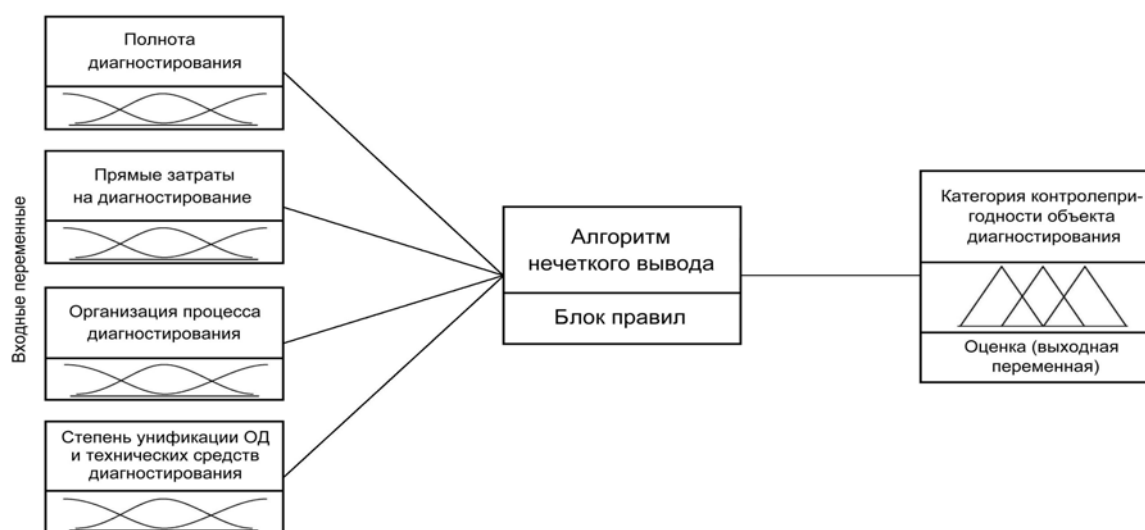 Входные переменные
Полнота
диагностирования
Прямые затраты
на диагностирование
Организация процесса
диагностирования
Степень унификации ОД
и технических средств
диагностирования
Алгоритм
нечеткого вывода
Блок правил
Категория контролепри-
годности объекта
диагностирования
Оценка (выходная
переменная)